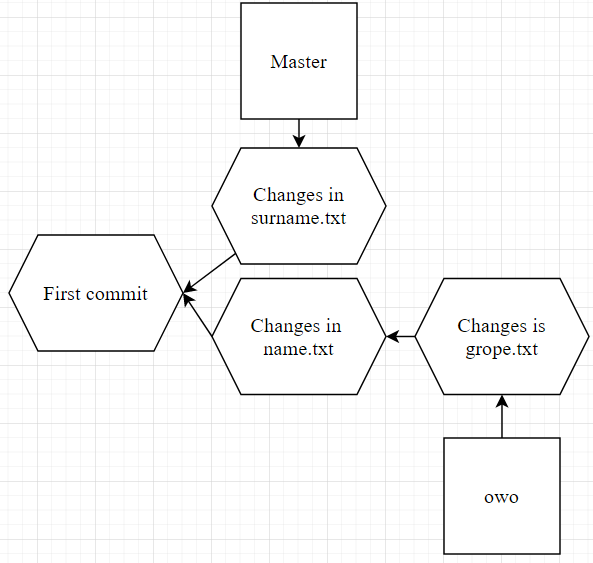 Master
Changes in
surname.txt
First commit
Changes in
name.txt
Changes is
grope.txt
owo